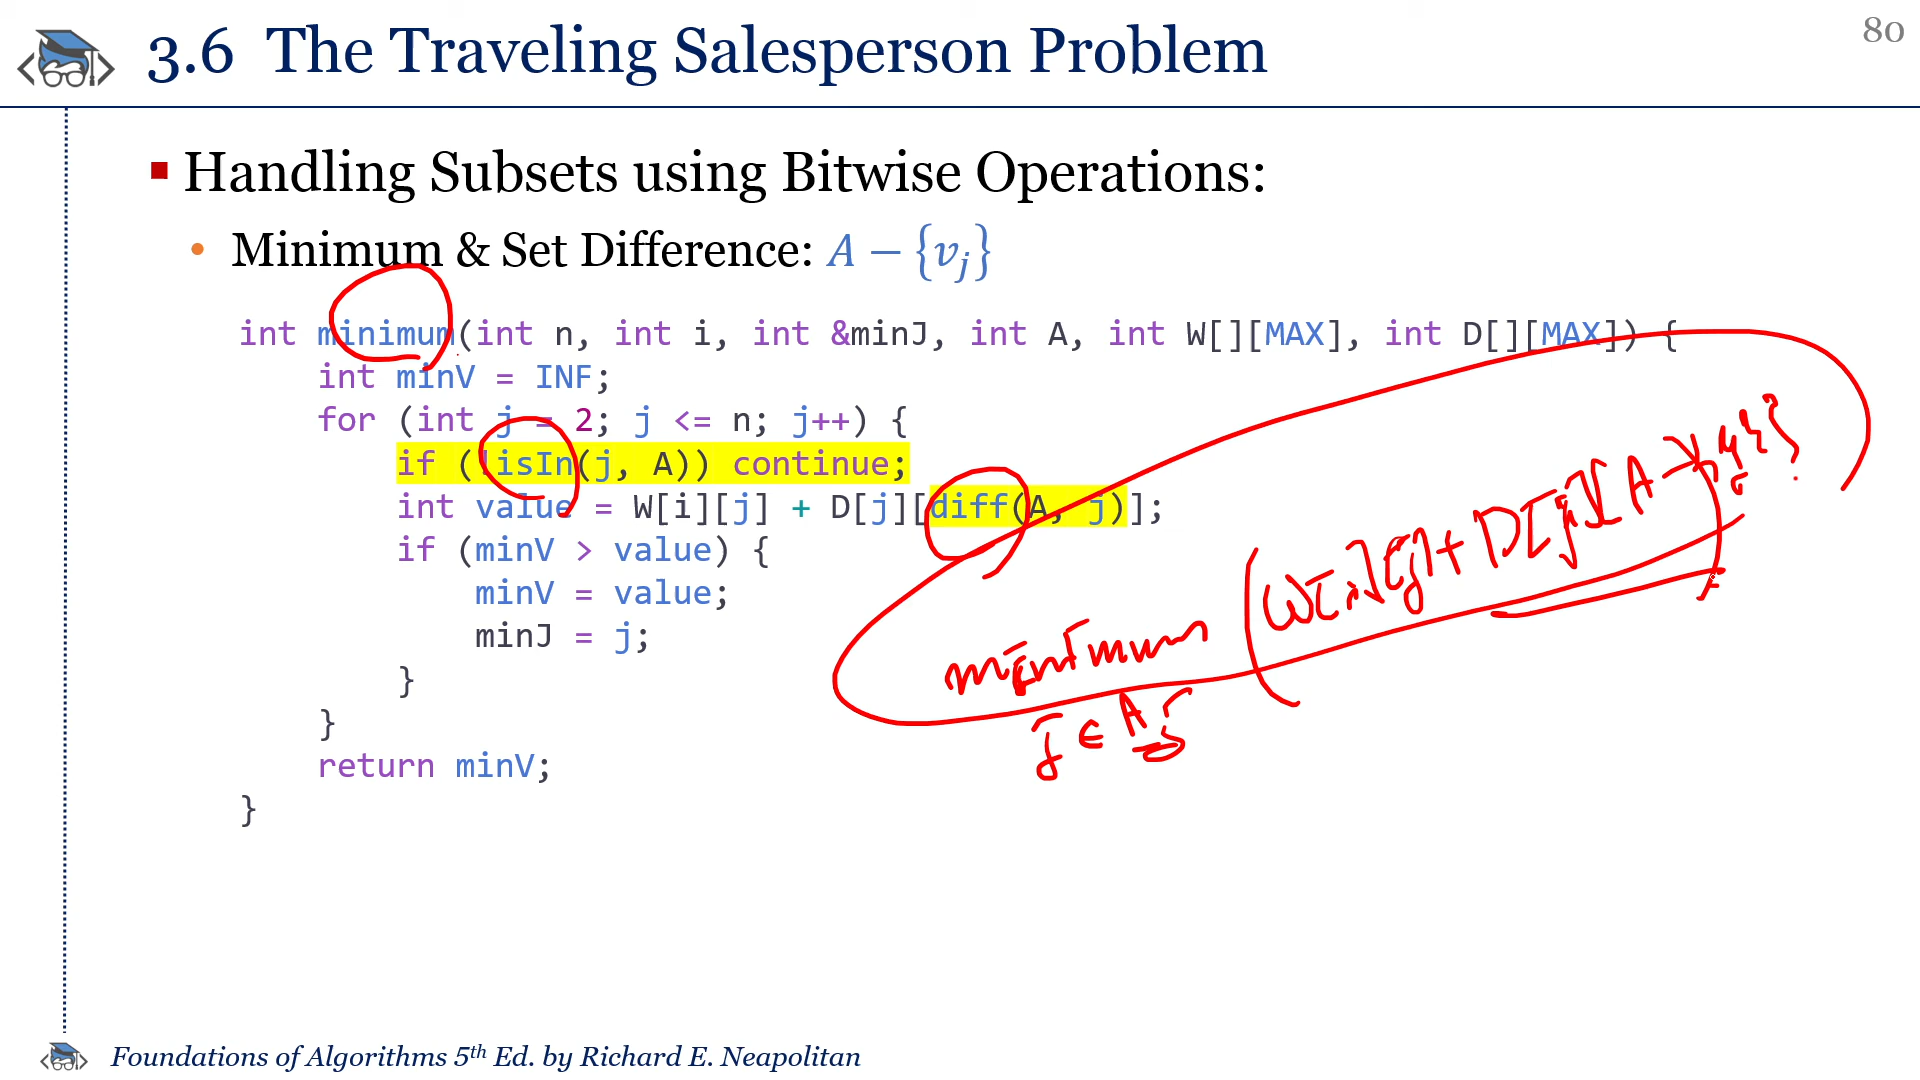 3.6 The Traveling Salesperson Problem
80
Handling Subsets using Bitwise Operations:
Minimum & Set Difference: A − {vⱼ}
int minimum(int n, int i, int &minJ, int A, int W[][MAX], int D[][MAX]) {
int minV = INF;
for (int j = 2; j <= n; j++) {
if (!isIn(j, A)) continue;
int value = W[i][j] + D[j][diff(A, j)];
if (minV > value) {
minV = value;
minJ = j;
}
}
return minV;
}
minimum (W[i][j] + D[j][A -
j ∈ A
Foundations of Algorithms 5th Ed. by Richard E. Neapolitan